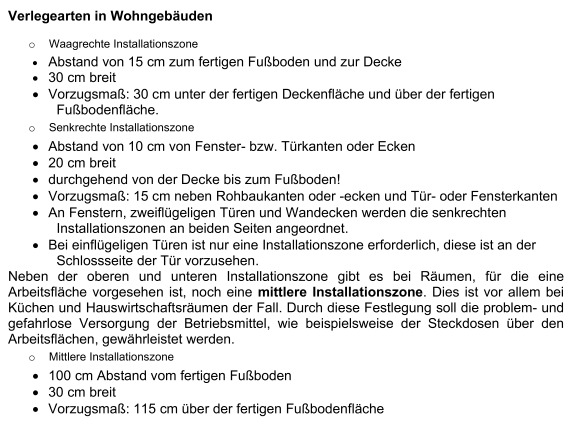 Verlegearten in Wohngebäuden
o Waagrechte Installationszone
• Abstand von 15 cm zum fertigen Fußboden und zur Decke
• 30 cm breit
• Vorzugsmaß: 30 cm unter der fertigen Deckenfläche und über der fertigen
Fußbodenfläche.
o Senkrechte Installationszone
• Abstand von 10 cm von Fenster- bzw. Türkanten oder Ecken
• 20 cm breit
• durchgehend von der Decke bis zum Fußboden!
• Vorzugsmaß: 15 cm neben Rohbaukanten oder -ecken und Tür- oder Fensterkanten
• An Fenstern, zweiflügeligen Türen und Wandecken werden die senkrechten
Installationszonen an beiden Seiten angeordnet.
• Bei einflügeligen Türen ist nur eine Installationszone erforderlich, diese ist an der
Schlossseite der Tür vorzusehen.
Neben der oberen und unteren Installationszone gibt es bei Räumen, für die eine
Arbeitsfläche vorgesehen ist, noch eine mittlere Installationszone. Dies ist vor allem bei
Küchen und Hauswirtschaftsräumen der Fall. Durch diese Festlegung soll die problem- und
gefahrlose Versorgung der Betriebsmittel, wie beispielsweise der Steckdosen über den
Arbeitsflächen, gewährleistet werden.
o Mittlere Installationszone
• 100 cm Abstand vom fertigen Fußboden
• 30 cm breit
• Vorzugsmaß: 115 cm über der fertigen Fußbodenfläche